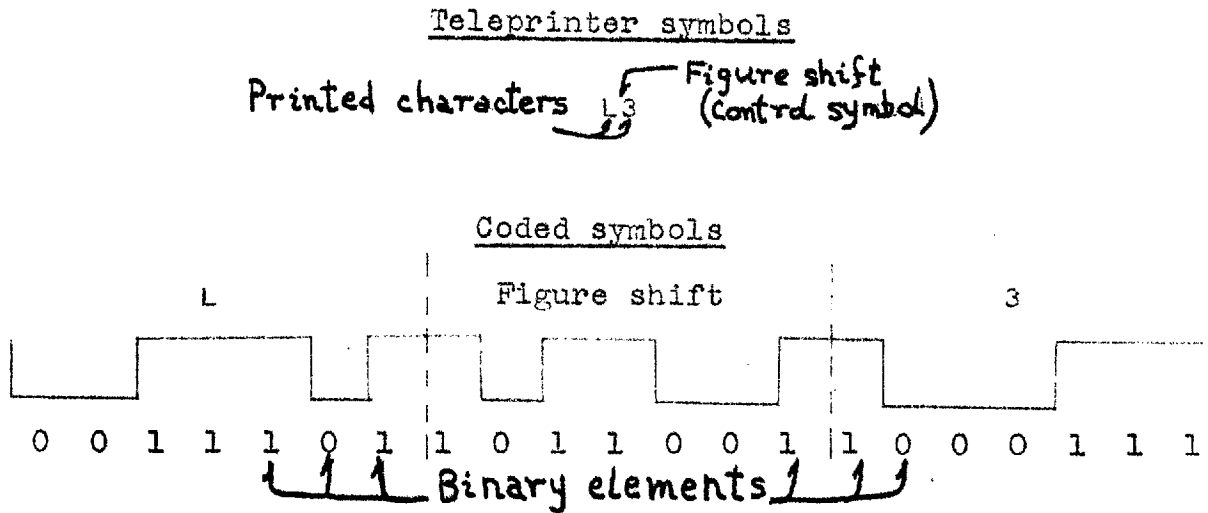 Teleprinter symbols
Figure shift
Printed characters L3 (Control symbol)
Coded symbols
L Figure shift 3
0 0 1 1 1 0 1 1 0 1 1 0 0 1 1 0 0 0 1 1 1
Binary elements